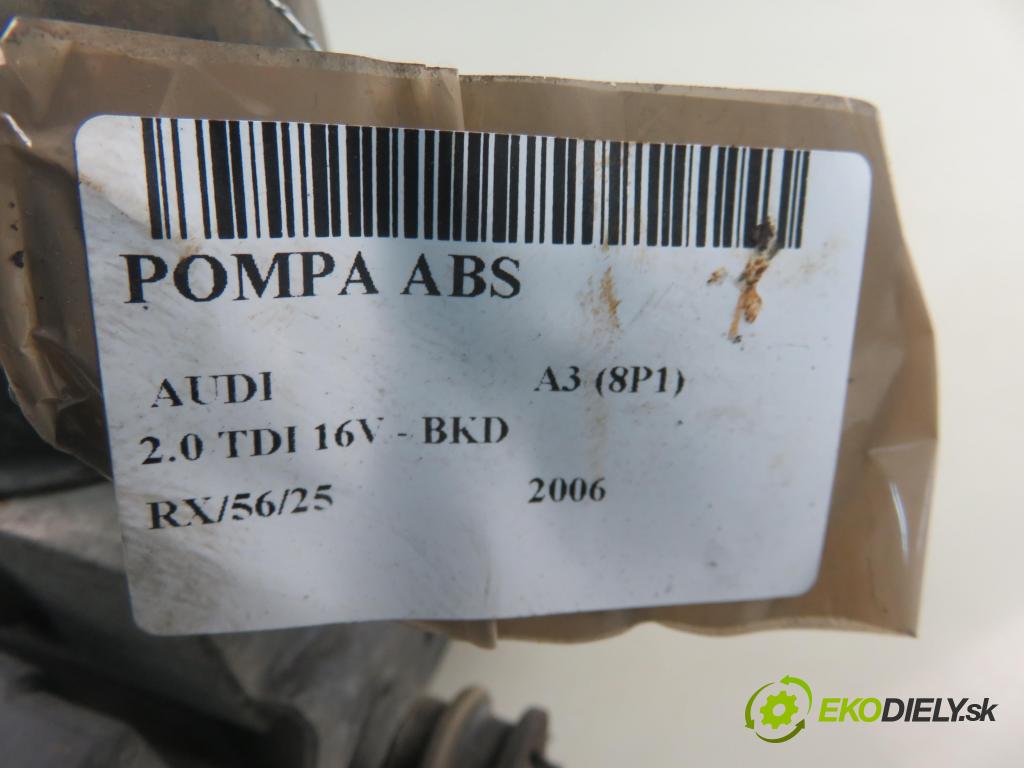 POMPA ABS
AUDI A3 (8P1)
2.0 TDI 16V - BKD
RX/56/25 2006
EKODIELY.sk